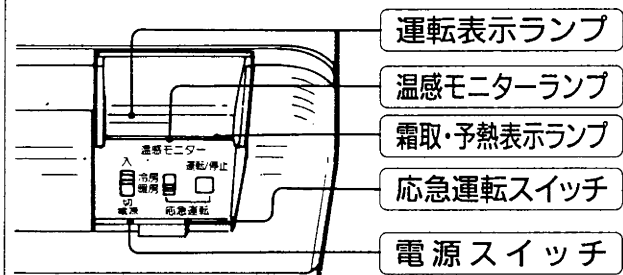 運転表示ランプ
温感モニターランプ
霜取・予熱表示ランプ
応急運転スイッチ
電源スイッチ
温感モニター
入
運転/停止
冷房
暖房
切
電源
応急運転